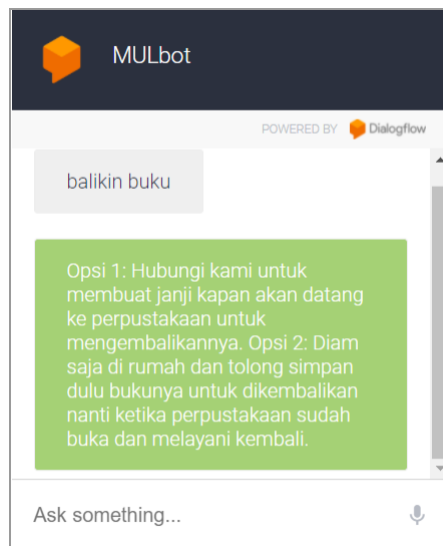 MULbot
POWERED BY Dialogflow
balikin buku
Opsi 1: Hubungi kami untuk
membuat janji kapan akan datang
ke perpustakaan untuk
mengembalikannya. Opsi 2: Diam
saja di rumah dan tolong simpan
dulu bukunya untuk dikembalikan
nanti ketika perpustakaan sudah
buka dan melayani kembali.
Ask something...